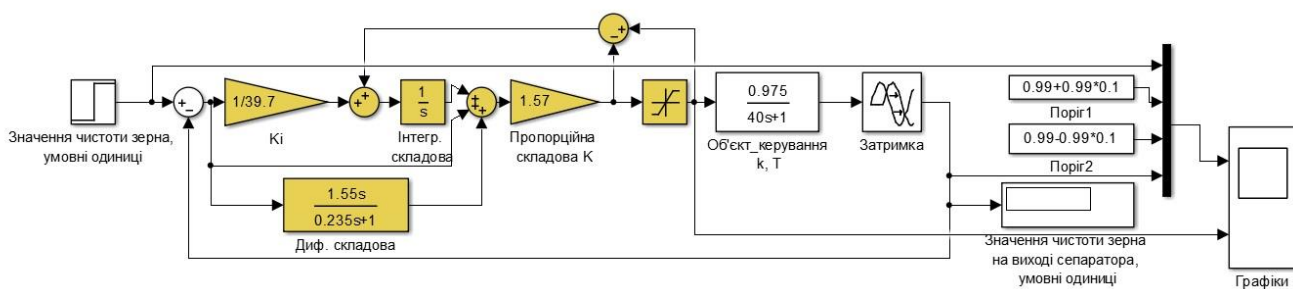 Значення чистоти зерна,
умовні одиниці
+
−
1/39.7
Ki
+
+
1
s
Інтегр.
складова
+
+
+
1.55s
0.235s+1
Диф. складова
1.57
Пропорційна
складова K
−
+
0.975
40s+1
Об'єкт_керування
k, T
Затримка
0.99+0.99*0.1
Поріг1
0.99-0.99*0.1
Поріг2
Значення чистоти зерна
на виході сепаратора,
умовні одиниці
Графіки